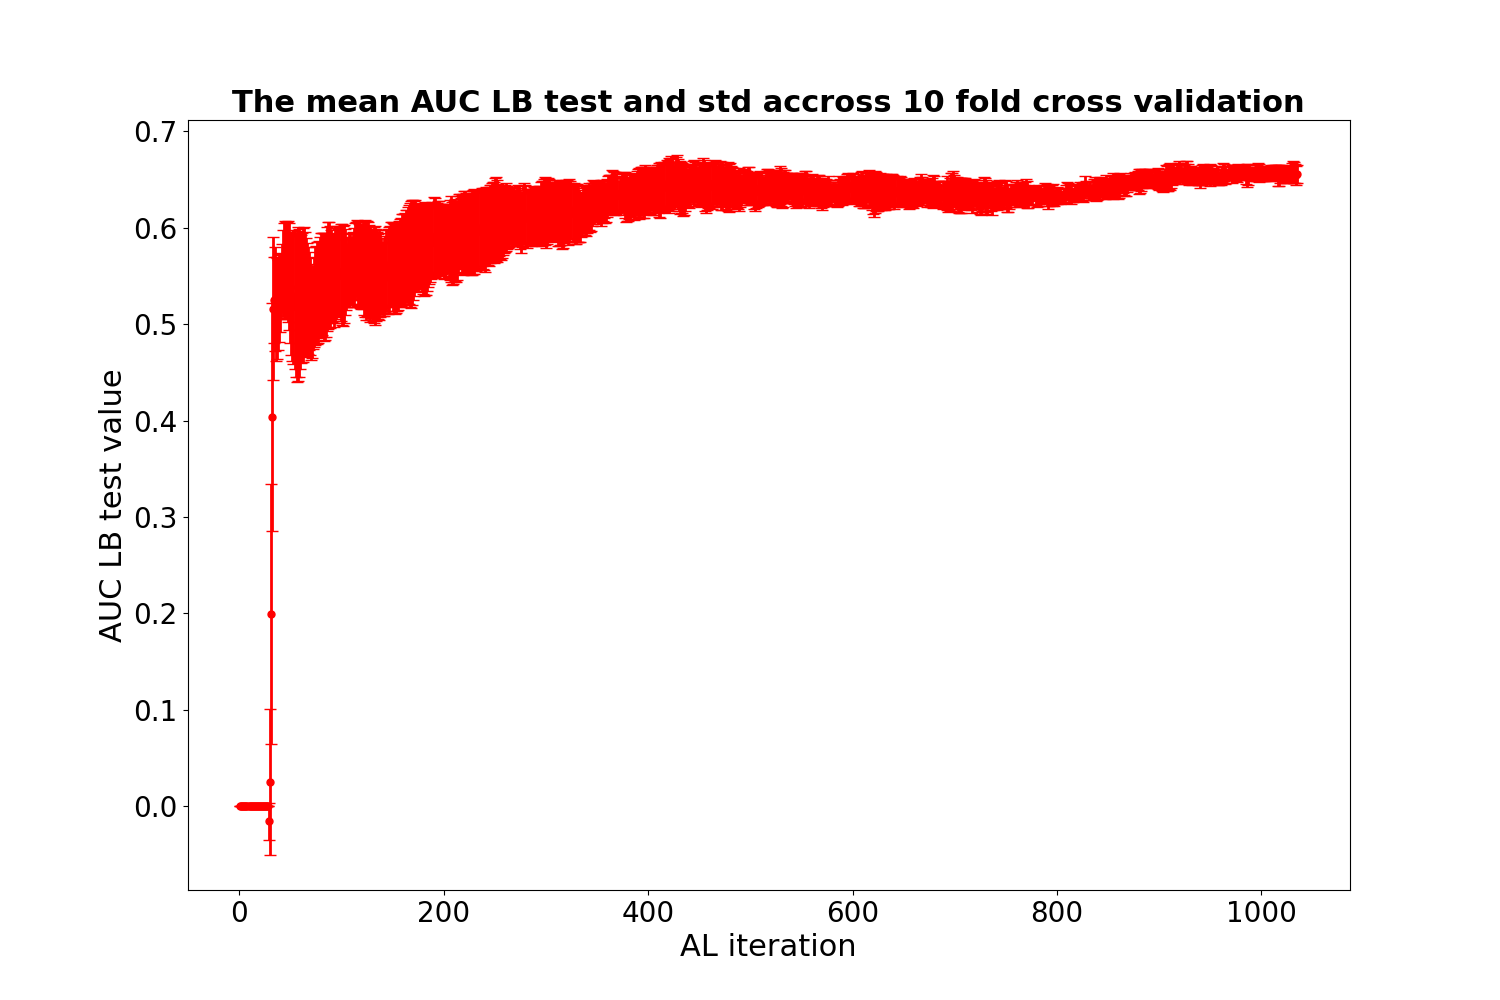 The mean AUC LB test and std accross 10 fold cross validation
0.7
0.6
0.5
0.4
0.3
0.2
0.1
0.0
AUC LB test value
0 200 400 600 800 1000
AL iteration